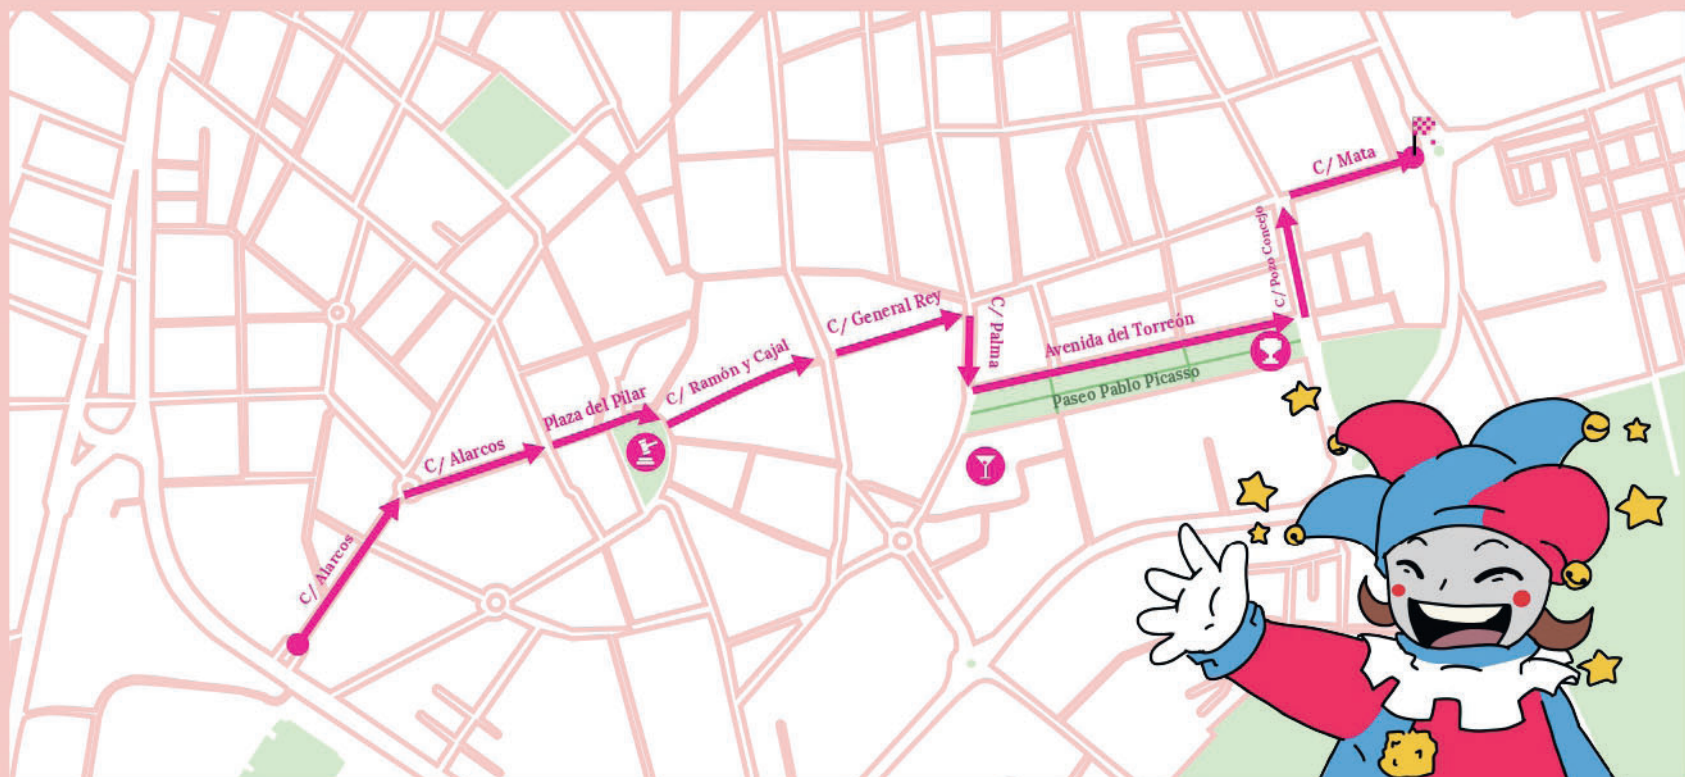 C/ Alarcos
C/ Alarcos
Plaza del Pilar
C/ Ramón y Cajal
C/ General Rey
C/ Palma
Avenida del Torreón
Paseo Pablo Picasso
C/ Pozo Concejo
C/ Mata